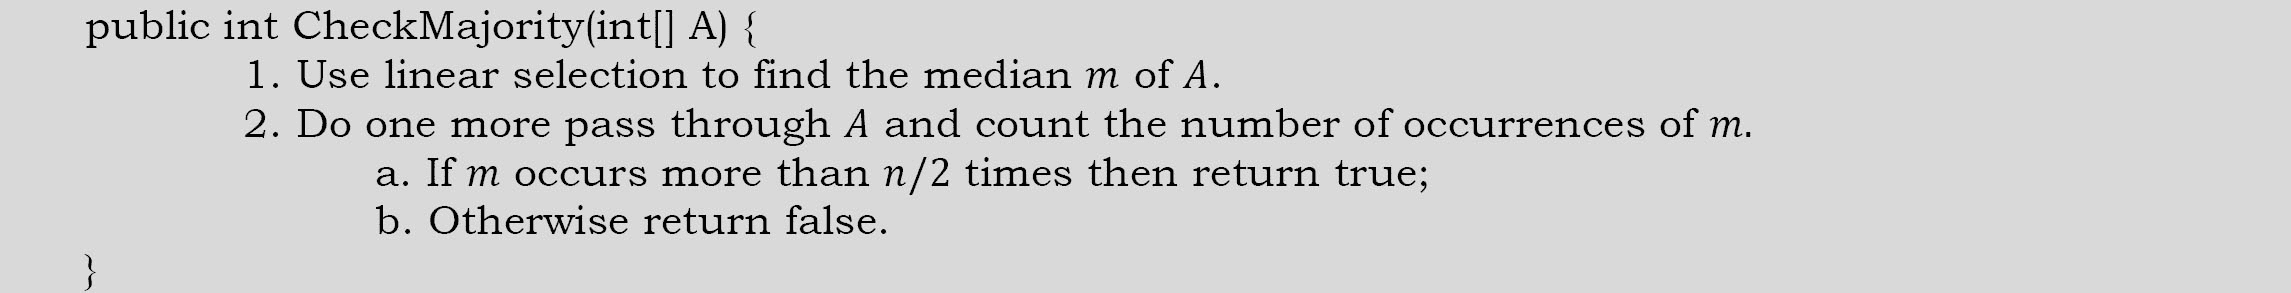 public int CheckMajority(int[] A) {
1. Use linear selection to find the median m of A.
2. Do one more pass through A and count the number of occurrences of m.
a. If m occurs more than n/2 times then return true;
b. Otherwise return false.
}